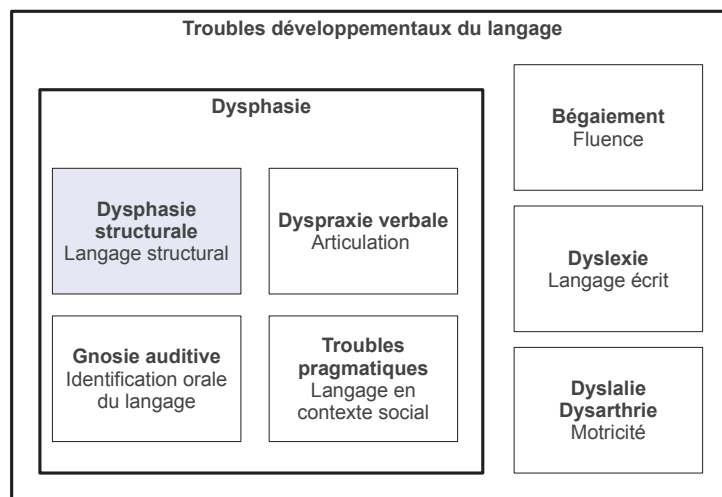 Troubles développementaux du langage
Dysphasie
Dysphasie
structurale
Langage structural
Dyspraxie verbale
Articulation
Gnosie auditive
Identification orale
du langage
Troubles
pragmatiques
Langage en
contexte social
Bégaiement
Fluence
Dyslexie
Langage écrit
Dyslalie
Dysarthrie
Motricité